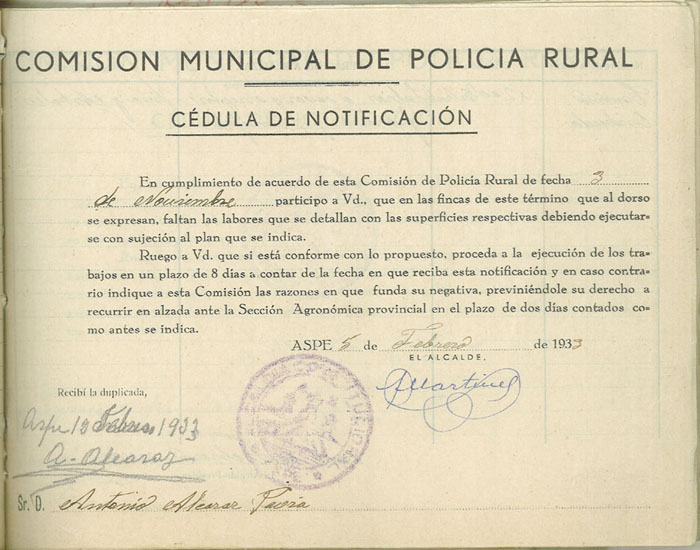 COMISION MUNICIPAL DE POLICIA RURAL
CÉDULA DE NOTIFICACIÓN
En cumplimiento de acuerdo de esta Comisión de Policía Rural de fecha 3
de Noviembre participo a Vd., que en las fincas de este término que al dorso
se expresan, faltan las labores que se detallan con las superficies respectivas debiendo ejecutar-
se con sujeción al plan que se indica.
Ruego a Vd. que si está conforme con lo propuesto, proceda a la ejecución de los tra-
bajos en un plazo de 8 días a contar de la fecha en que reciba esta notificación y en caso contra-
rio indique a esta Comisión las razones en que funda su negativa, previniéndole su derecho a
recurrir en alzada ante la Sección Agronómica provincial en el plazo de dos días contados co-
mo antes se indica.
ASPE 5 de Febrero de 1933
EL ALCALDE,
AMartinez
Recibí la duplicada,
Aspe 13 Febrero 1933
A. Alcaraz
Sr. D. Antonio Alcaraz Pavia